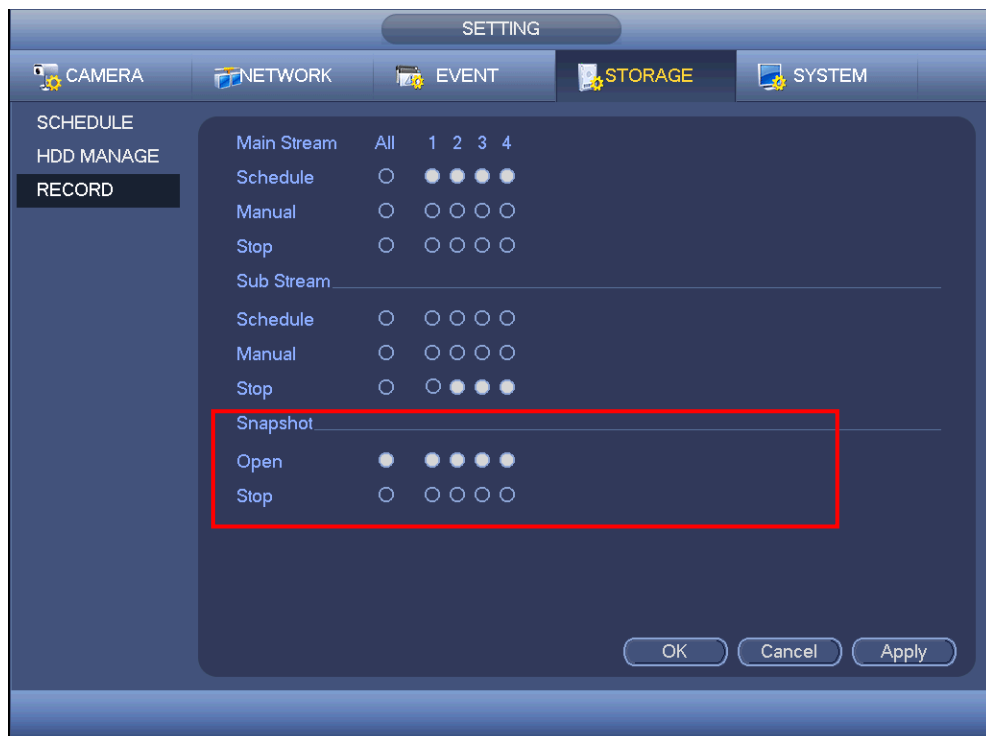 SETTING
CAMERA NETWORK EVENT STORAGE SYSTEM
SCHEDULE
HDD MANAGE
RECORD
Main Stream All 1 2 3 4
Schedule
Manual
Stop
Sub Stream
Schedule
Manual
Stop
Snapshot
Open
Stop
OK Cancel Apply